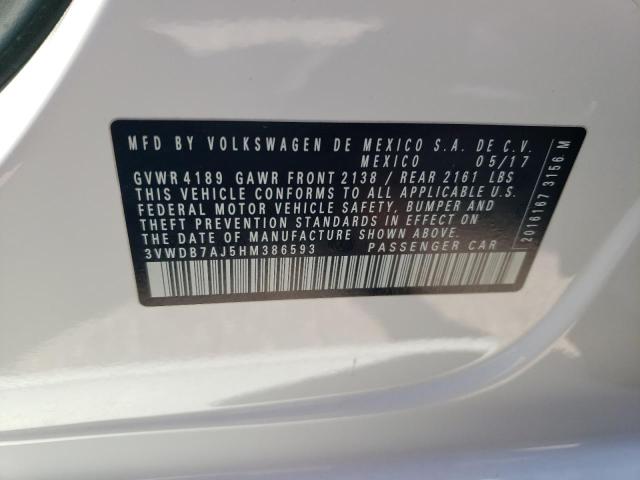 MFD BY VOLKSWAGEN DE MEXICO S.A. DE C.V.
MEXICO 05/17
GVWR 4189 GAWR FRONT 2138 / REAR 2161 LBS
THIS VEHICLE CONFORMS TO ALL APPLICABLE U.S.
FEDERAL MOTOR VEHICLE SAFETY, BUMPER AND
THEFT PREVENTION STANDARDS IN EFFECT ON
THE DATE OF MANUFACTURE SHOWN ABOVE.
3VWDB7AJ5HM386593 PASSENGER CAR
2016167 3156 M